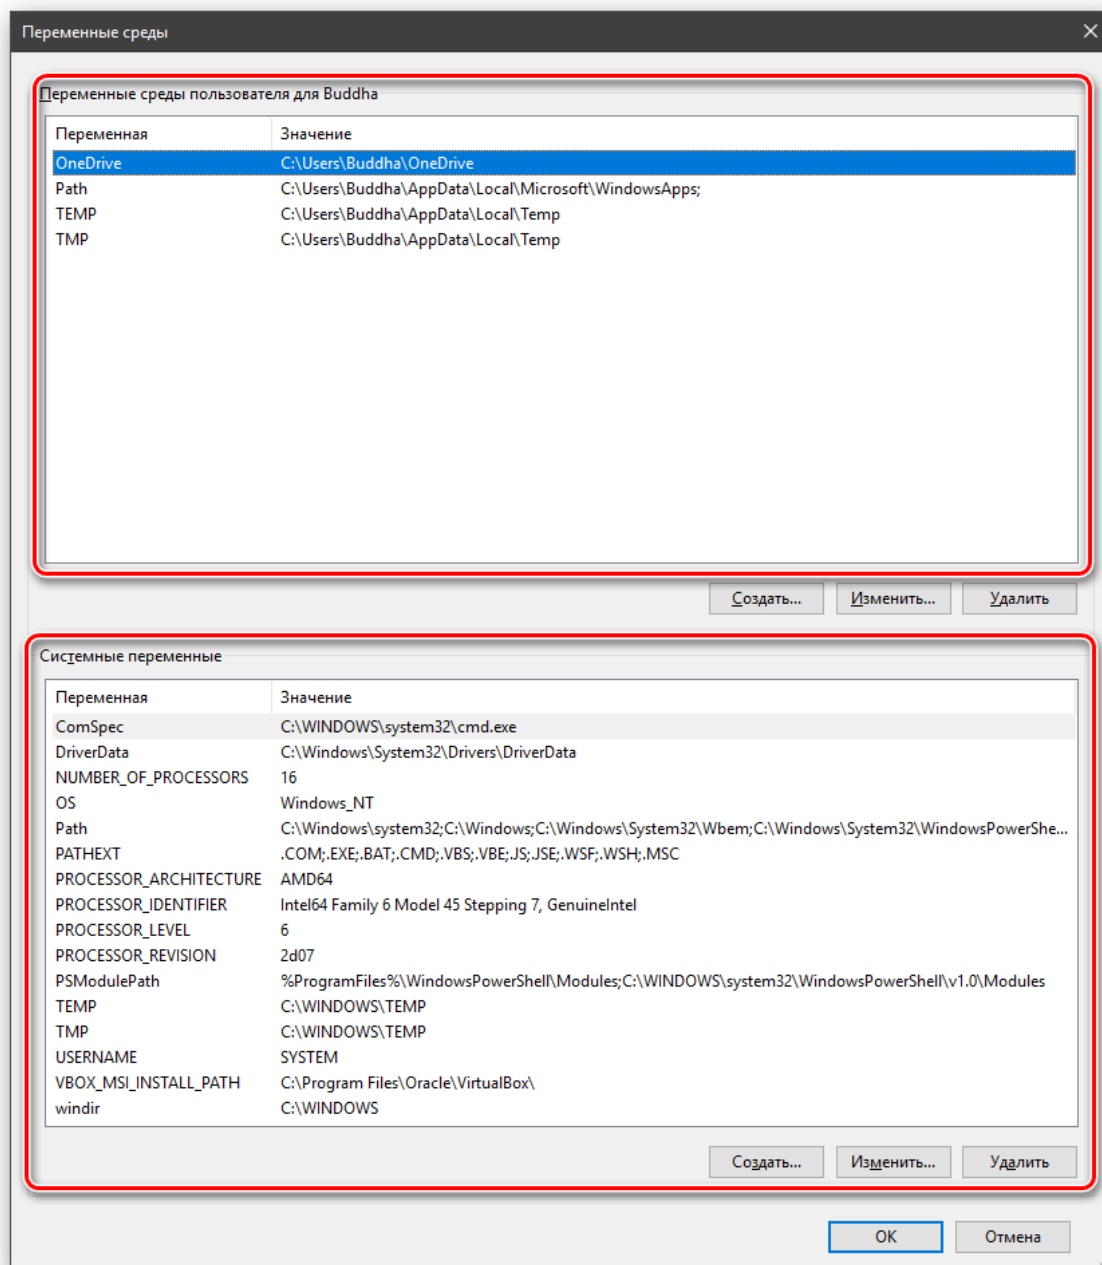 Переменные среды
Переменные среды пользователя для Buddha
Переменная Значение
OneDrive C:\Users\Buddha\OneDrive
Path C:\Users\Buddha\AppData\Local\Microsoft\WindowsApps;
TEMP C:\Users\Buddha\AppData\Local\Temp
TMP C:\Users\Buddha\AppData\Local\Temp
Создать... Изменить... Удалить
Системные переменные
Переменная Значение
ComSpec C:\WINDOWS\system32\cmd.exe
DriverData C:\Windows\System32\Drivers\DriverData
NUMBER_OF_PROCESSORS 16
OS Windows_NT
Path C:\Windows\system32;C:\Windows;C:\Windows\System32\Wbem;C:\Windows\System32\WindowsPowerShe...
PATHEXT .COM;.EXE;.BAT;.CMD;.VBS;.VBE;.JS;.JSE;.WSF;.WSH;.MSC
PROCESSOR_ARCHITECTURE AMD64
PROCESSOR_IDENTIFIER Intel64 Family 6 Model 45 Stepping 7, GenuineIntel
PROCESSOR_LEVEL 6
PROCESSOR_REVISION 2d07
PSModulePath %ProgramFiles%\WindowsPowerShell\Modules;C:\WINDOWS\system32\WindowsPowerShell\v1.0\Modules
TEMP C:\WINDOWS\TEMP
TMP C:\WINDOWS\TEMP
USERNAME SYSTEM
VBOX_MSI_INSTALL_PATH C:\Program Files\Oracle\VirtualBox\
windir C:\WINDOWS
Создать... Изменить... Удалить
OK Отмена